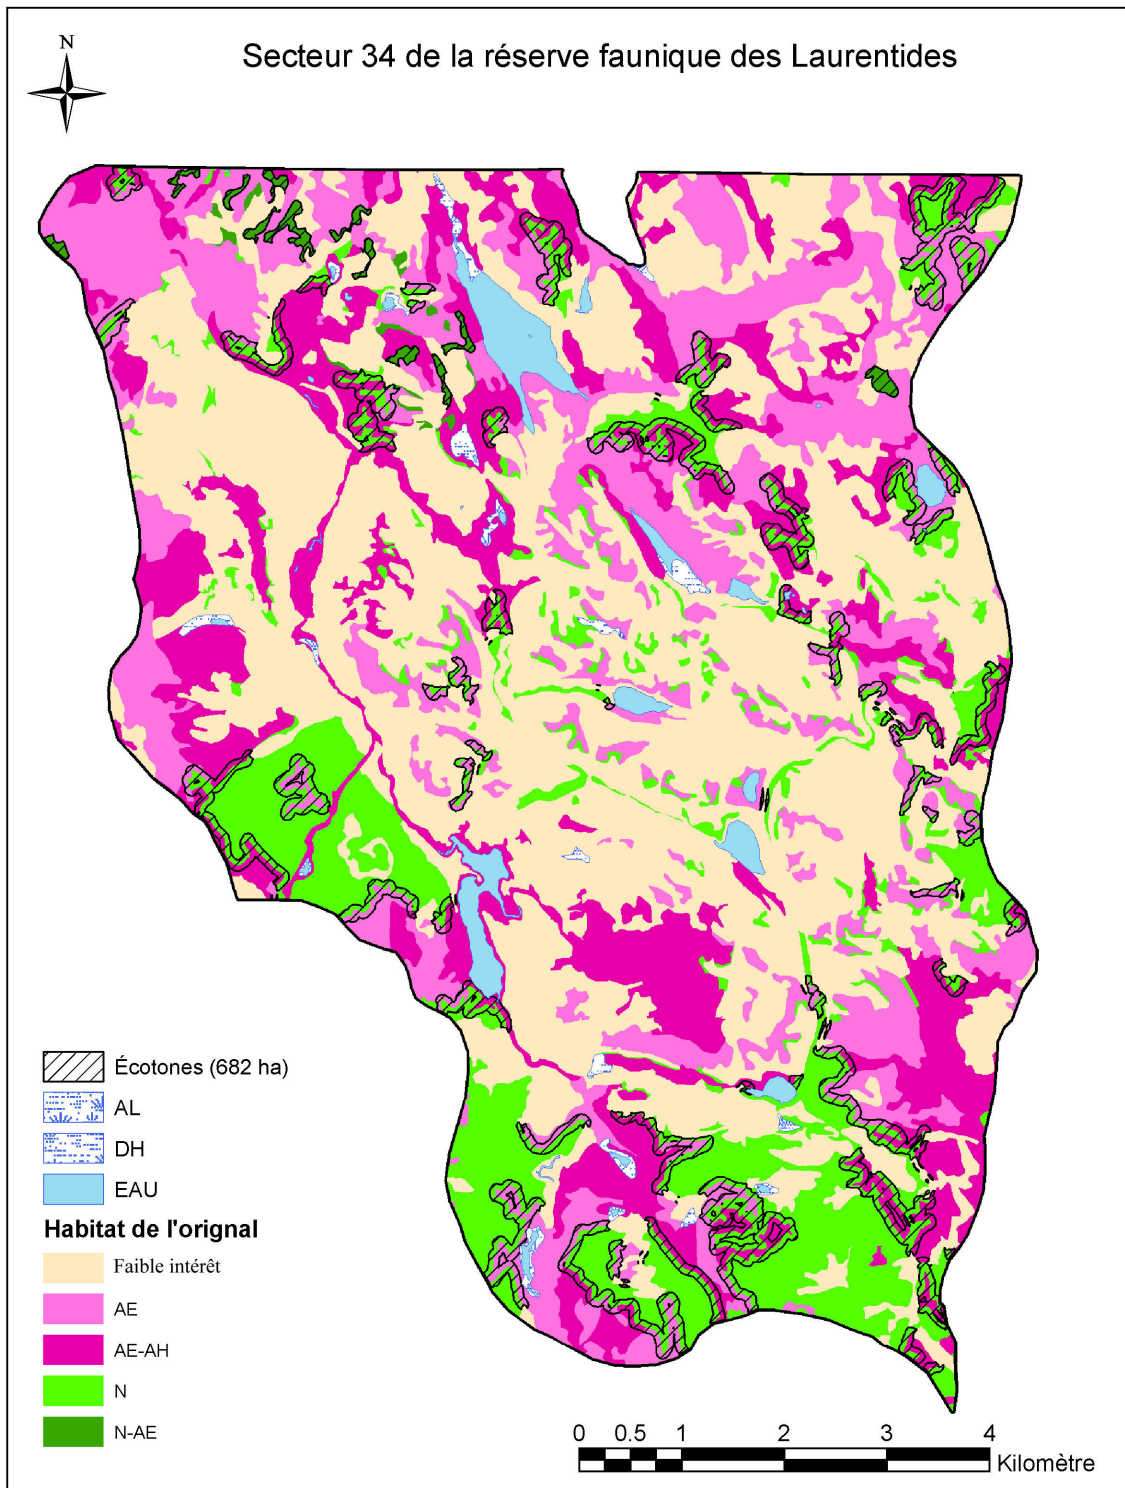 N
Secteur 34 de la réserve faunique des Laurentides
Écotones (682 ha)
AL
DH
EAU
Habitat de l'orignal
Faible intérêt
AE
AE-AH
N
N-AE
0 0.5 1 2 3 4
Kilomètre